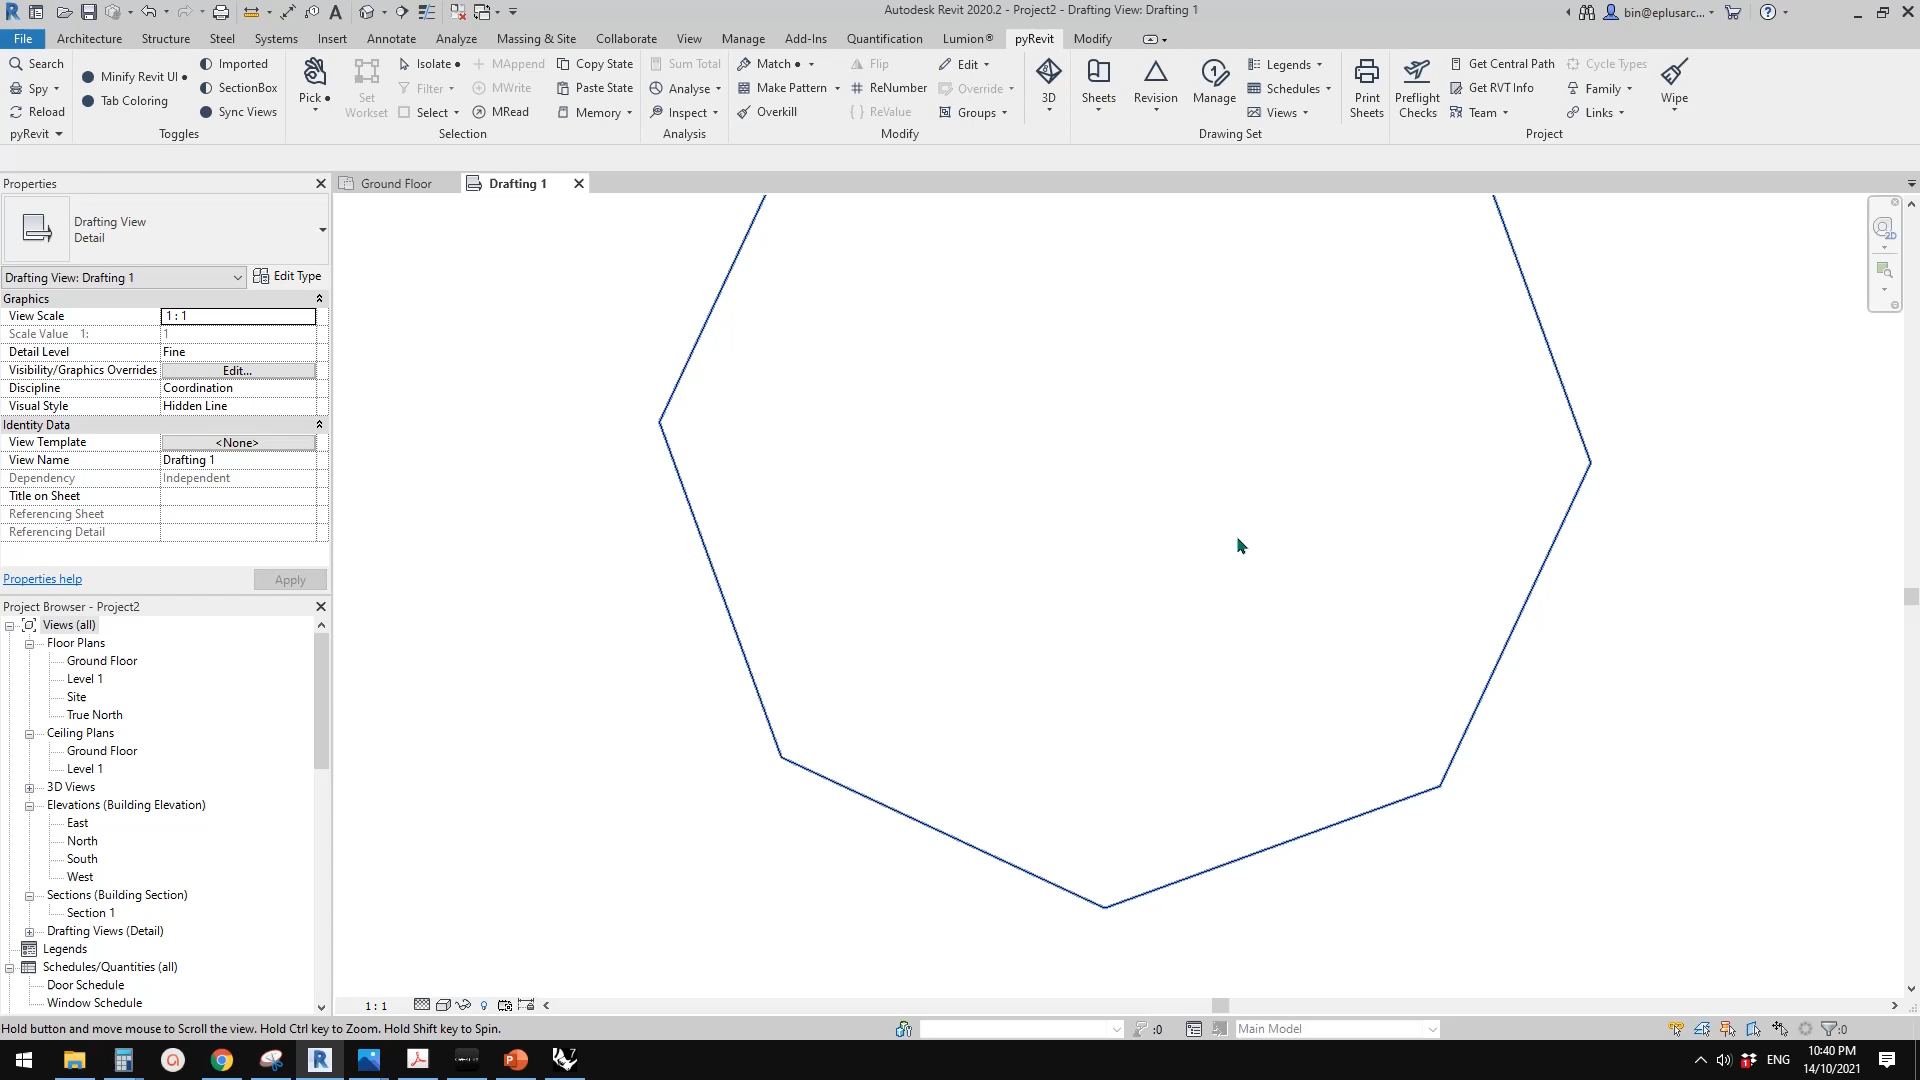 Autodesk Revit 2020.2 - Project2 - Drafting View: Drafting 1
bin@eplusarc...
File Architecture Structure Steel Systems Insert Annotate Analyze Massing & Site Collaborate View Manage Add-Ins Quantification Lumion® pyRevit Modify
Search
Spy
Reload
pyRevit
Minify Revit UI
Tab Coloring
Imported
SectionBox
Sync Views
Toggles
Pick
Set
Workset
Isolate
Filter
Select
MAppend
MWrite
MRead
Copy State
Paste State
Memory
Selection
Sum Total
Analyse
Inspect
Analysis
Match
Make Pattern
Overkill
Flip
ReNumber
ReValue
Edit
Override
Groups
Modify
3D
Sheets
Revision
Manage
Legends
Schedules
Views
Drawing Set
Print
Sheets
Preflight
Checks
Get Central Path
Get RVT Info
Team
Cycle Types
Family
Links
Wipe
Project
Properties
Ground Floor
Drafting 1
2D
Drafting View
Detail
Drafting View: Drafting 1
Edit Type
Graphics
View Scale 1 : 1
Scale Value 1: 1
Detail Level Fine
Visibility/Graphics Overrides Edit...
Discipline Coordination
Visual Style Hidden Line
Identity Data
View Template <None>
View Name Drafting 1
Dependency Independent
Title on Sheet
Referencing Sheet
Referencing Detail
Properties help
Apply
Project Browser - Project2
Views (all)
Floor Plans
Ground Floor
Level 1
Site
True North
Ceiling Plans
Ground Floor
Level 1
3D Views
Elevations (Building Elevation)
East
North
South
West
Sections (Building Section)
Section 1
Drafting Views (Detail)
Legends
Schedules/Quantities (all)
Door Schedule
Window Schedule
1 : 1
Hold button and move mouse to Scroll the view. Hold Ctrl key to Zoom. Hold Shift key to Spin.
:0
Main Model
:0
ENG
10:40 PM
14/10/2021